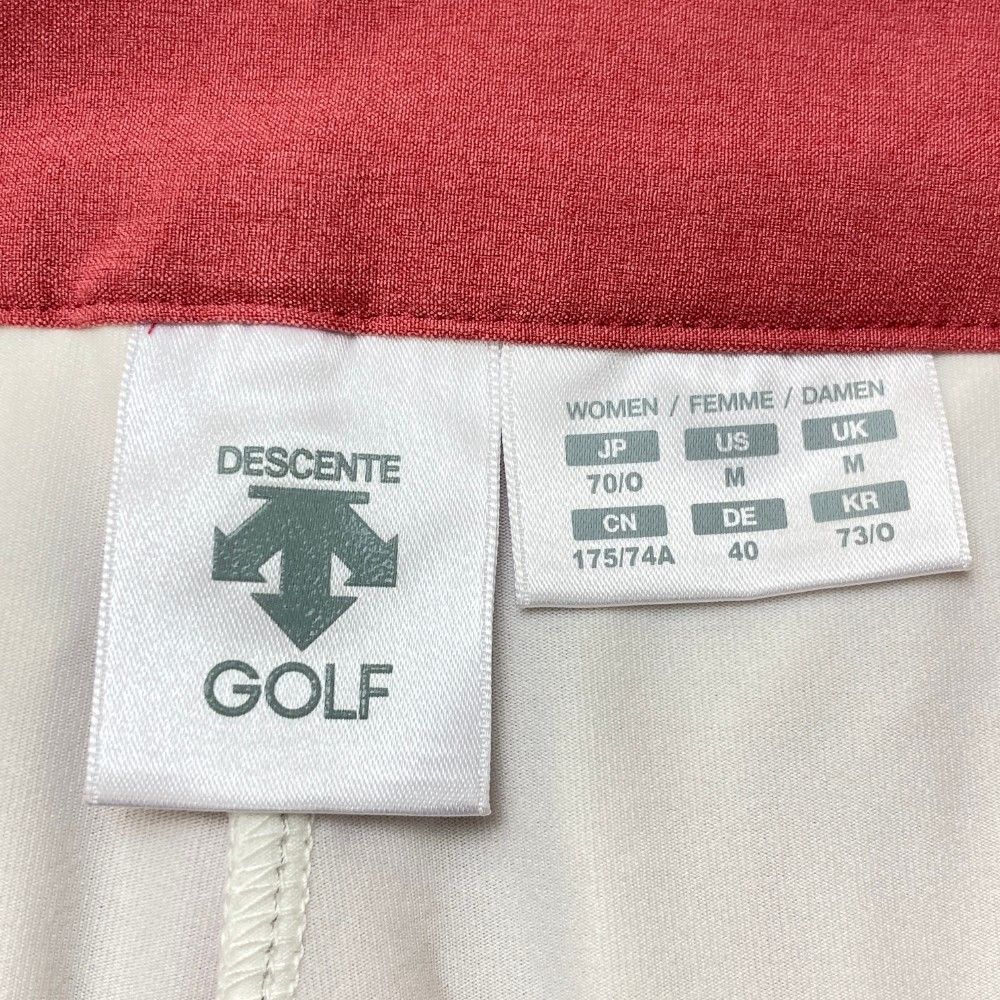 DESCENTE
GOLF
WOMEN / FEMME / DAMEN
JP US UK
70/O M M
CN DE KR
175/74A 40 73/O